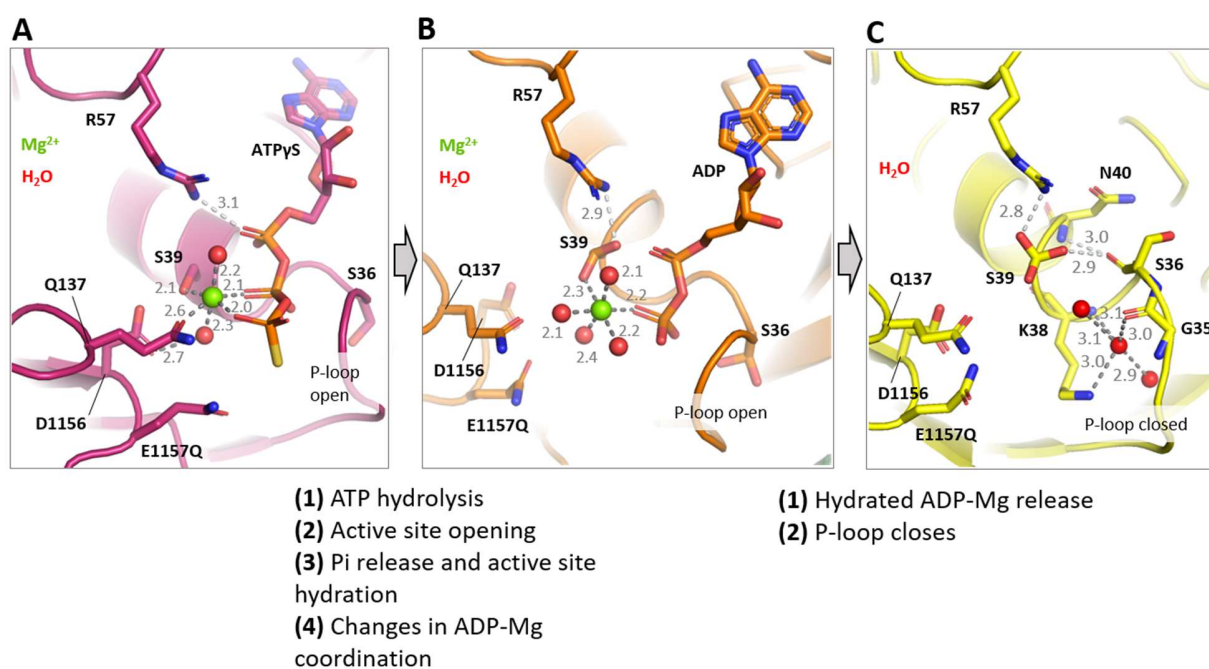 A
R57
Mg2+
H2O
ATPγS
3.1
S39
2.2
2.1
2.1
2.0
2.6
2.3
2.7
Q137
S36
P-loop
open
D1156
E1157Q
B
R57
Mg2+
H2O
ADP
2.9
S39
Q137
2.1
2.3
2.2
2.1
2.2
2.4
S36
D1156
P-loop open
E1157Q
C
R57
H2O
N40
2.8
3.0
2.9
S39
S36
Q137
K38
3.1
3.0
G35
3.1
3.0
2.9
D1156
P-loop closed
E1157Q
(1) ATP hydrolysis
(2) Active site opening
(3) Pi release and active site
hydration
(4) Changes in ADP-Mg
coordination
(1) Hydrated ADP-Mg release
(2) P-loop closes